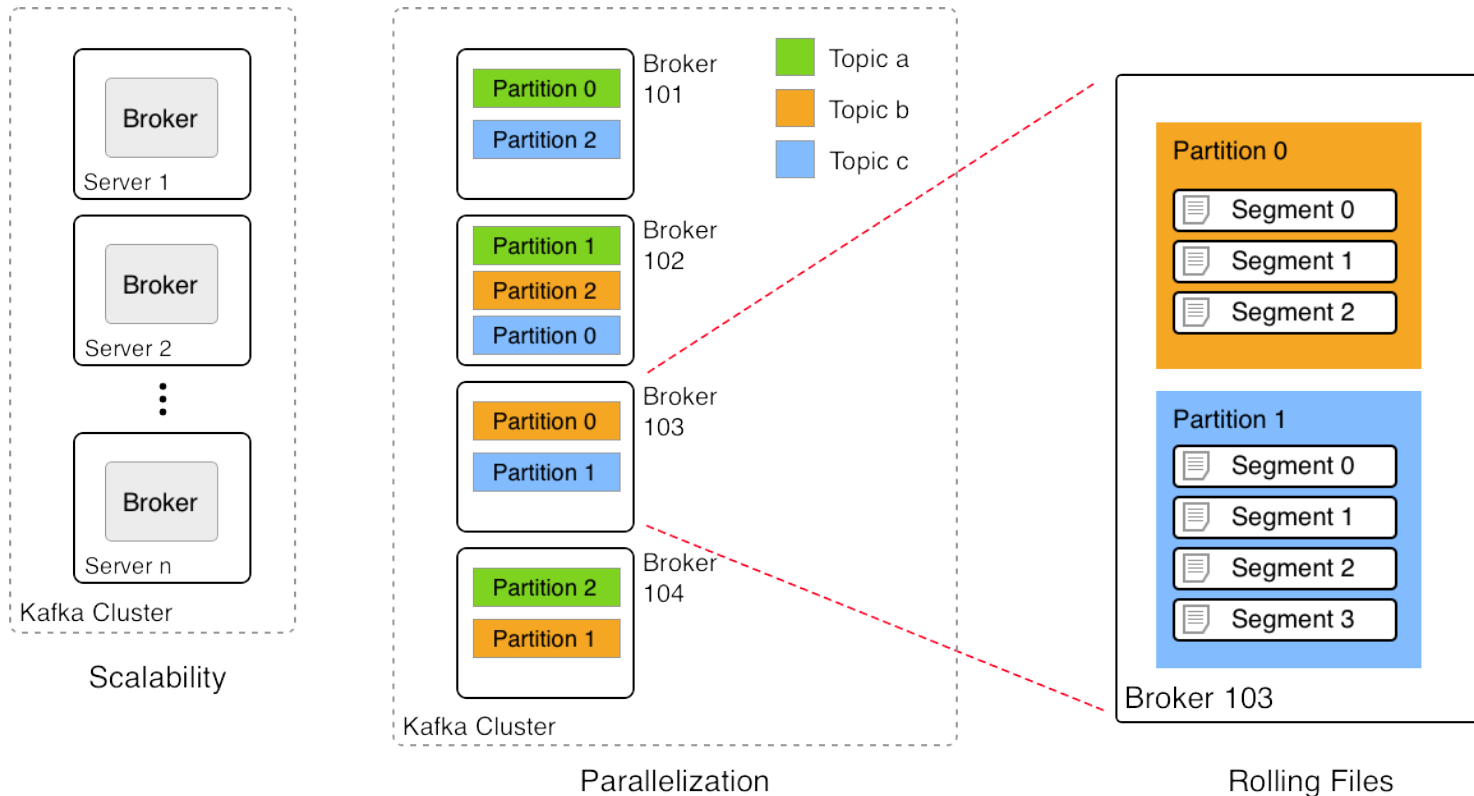 Broker
Server 1
Broker
Server 2
Broker
Server n
Kafka Cluster
Scalability
Partition 0
Partition 2
Broker
101
Partition 1
Partition 2
Partition 0
Broker
102
Partition 0
Partition 1
Broker
103
Partition 2
Partition 1
Broker
104
Topic a
Topic b
Topic c
Kafka Cluster
Parallelization
Partition 0
Segment 0
Segment 1
Segment 2
Partition 1
Segment 0
Segment 1
Segment 2
Segment 3
Broker 103
Rolling Files